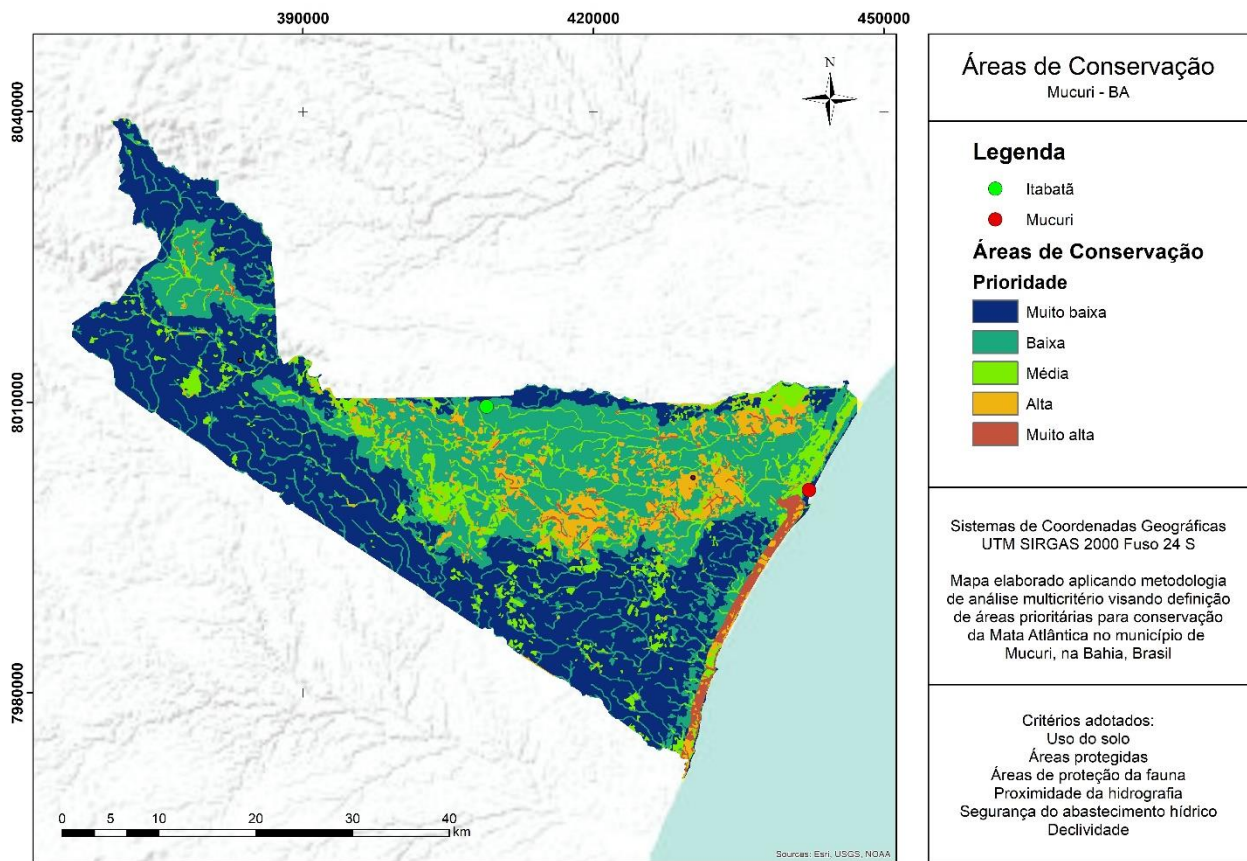 390000
420000
450000
8040000
8010000
7980000
N
0
5
10
20
30
40
km
Sources: Esri, USGS, NOAA
Áreas de Conservação
Mucuri - BA
Legenda
Itabatã
Mucuri
Áreas de Conservação
Prioridade
Muito baixa
Baixa
Média
Alta
Muito alta
Sistemas de Coordenadas Geográficas
UTM SIRGAS 2000 Fuso 24 S
Mapa elaborado aplicando metodologia
de análise multicritério visando definição
de áreas prioritárias para conservação
da Mata Atlântica no município de
Mucuri, na Bahia, Brasil
Critérios adotados:
Uso do solo
Áreas protegidas
Áreas de proteção da fauna
Proximidade da hidrografia
Segurança do abastecimento hídrico
Declividade